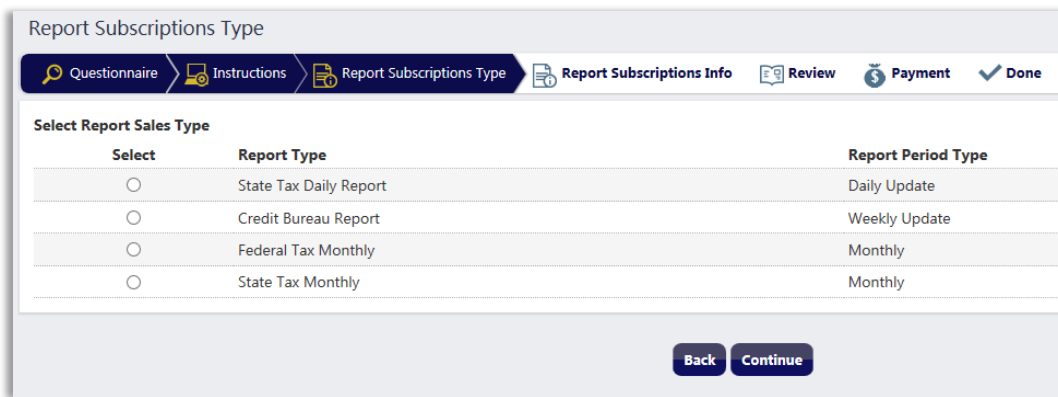 Report Subscriptions Type
Questionnaire Instructions Report Subscriptions Type Report Subscriptions Info Review Payment Done
Select Report Sales Type
Select Report Type Report Period Type
State Tax Daily Report Daily Update
Credit Bureau Report Weekly Update
Federal Tax Monthly Monthly
State Tax Monthly Monthly
Back Continue